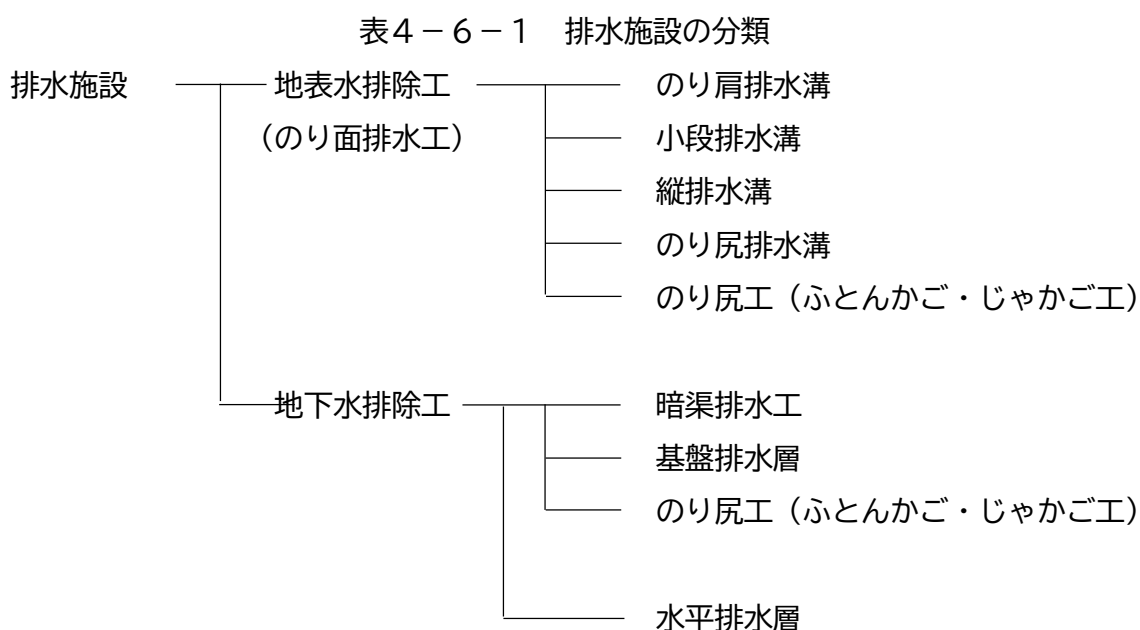 表4－6－1　排水施設の分類
排水施設　地表水排除工　のり肩排水溝
（のり面排水工）　小段排水溝
縦排水溝
のり尻排水溝
のり尻工（ふとんかご・じゃかご工）
地下水排除工　暗渠排水工
基盤排水層
のり尻工（ふとんかご・じゃかご工）
水平排水層